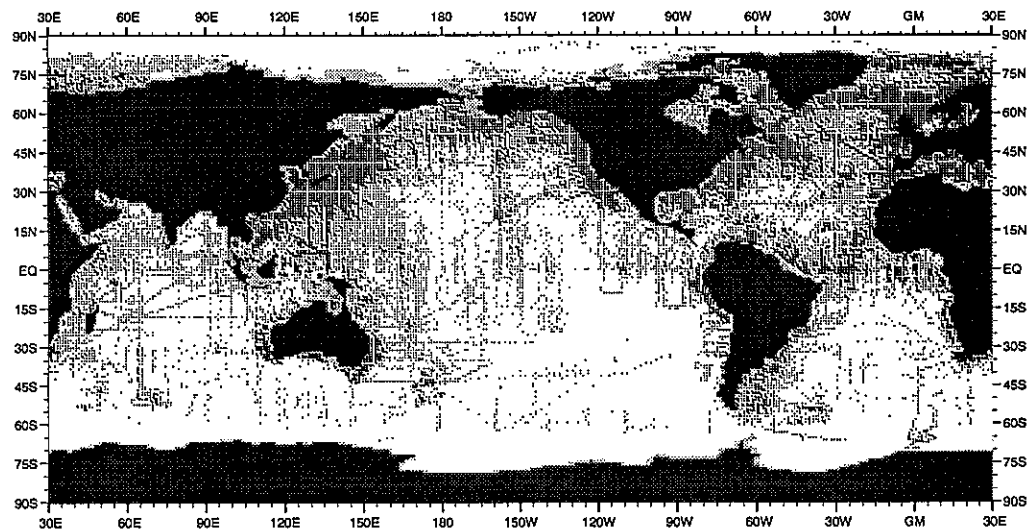 30E 60E 90E 120E 150E 180 150W 120W 90W 60W 30W GM 30E
90N 90N
75N 75N
60N 60N
45N 45N
30N 30N
15N 15N
EQ EQ
15S 15S
30S 30S
45S 45S
60S 60S
75S 75S
90S 90S
30E 60E 90E 120E 150E 180 150W 120W 90W 60W 30W GM 30E